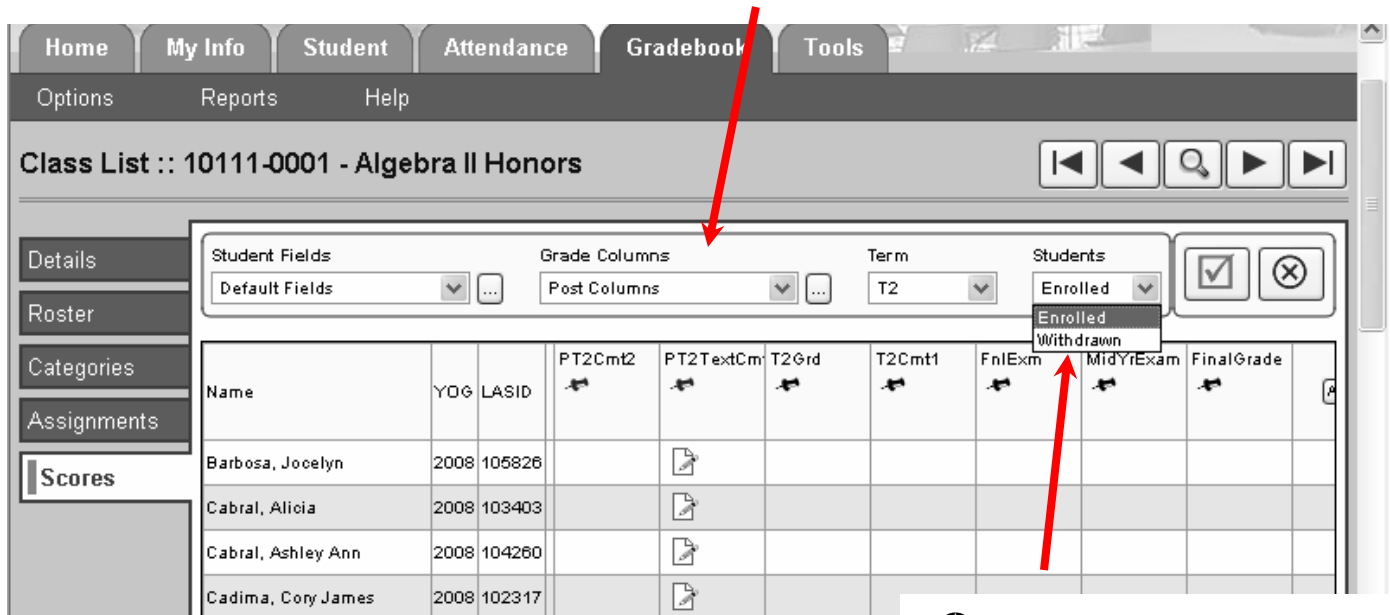 Home My Info Student Attendance Gradebook Tools
Options Reports Help
Class List :: 10111-0001 - Algebra II Honors
Details
Roster
Categories
Assignments
Scores
Student Fields Grade Columns Term Students
Default Fields ... Post Columns ... T2 Enrolled
Enrolled
Withdrawn
Name YOG LASID PT2Cmt2 PT2TextCm T2Grd T2Cmt1 FnlExm MidYrExam FinalGrade
Barbosa, Jocelyn 2008 105826
Cabral, Alicia 2008 103403
Cabral, Ashley Ann 2008 104260
Cadima, Cory James 2008 102317